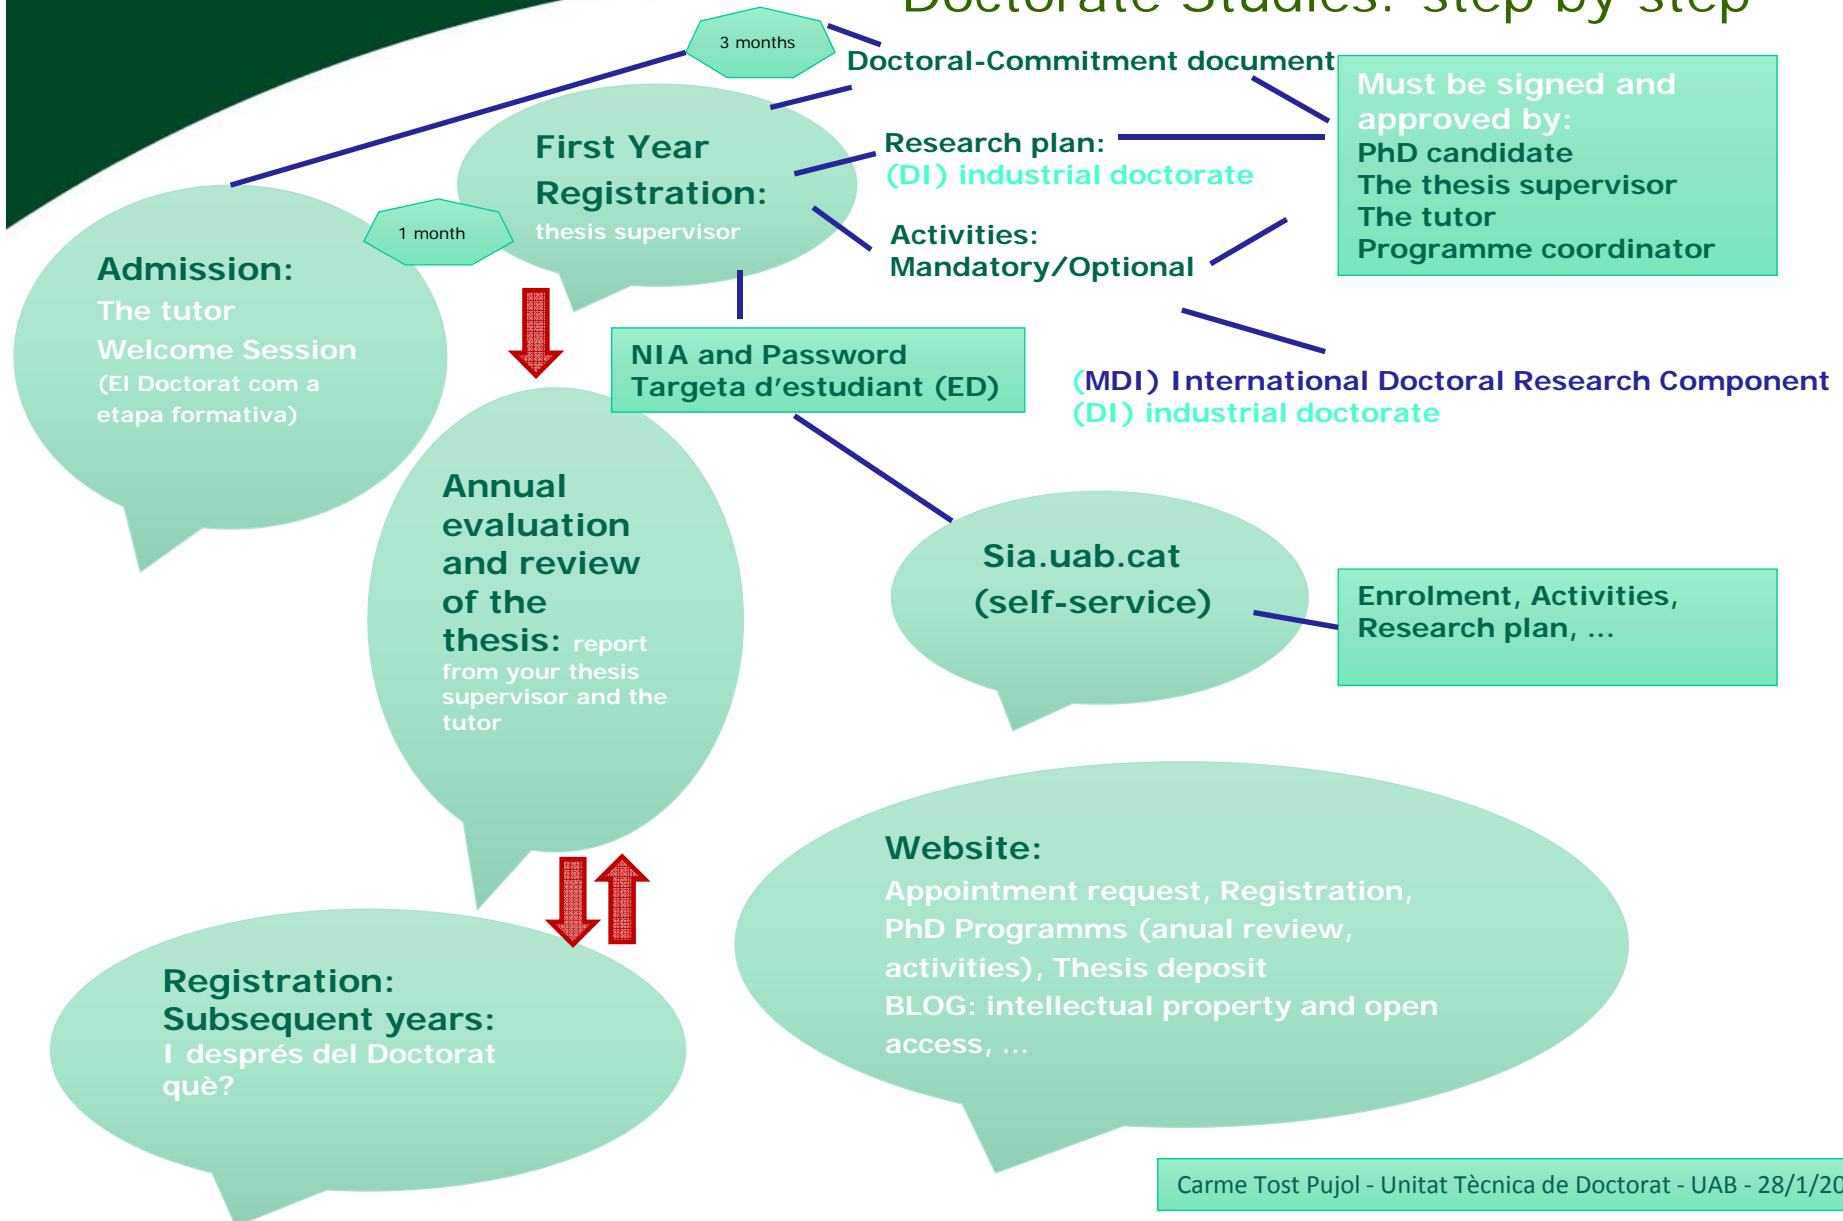 Doctorate Studies: step by step
3 months
Doctoral-Commitment document
Must be signed and
approved by:
PhD candidate
The thesis supervisor
The tutor
Programme coordinator
First Year
Registration:
thesis supervisor
Research plan:
(DI) industrial doctorate
Activities:
Mandatory/Optional
1 month
Admission:
The tutor
Welcome Session
(El Doctorat com a
etapa formativa)
NIA and Password
Targeta d'estudiant (ED)
(MDI) International Doctoral Research Component
(DI) industrial doctorate
Annual
evaluation
and review
of the
thesis: report
from your thesis
supervisor and the
tutor
Sia.uab.cat
(self-service)
Enrolment, Activities,
Research plan, ...
Website:
Appointment request, Registration,
PhD Programms (anual review,
activities), Thesis deposit
BLOG: intellectual property and open
access, ...
Registration:
Subsequent years:
I després del Doctorat
què?
Carme Tost Pujol - Unitat Tècnica de Doctorat - UAB - 28/1/20